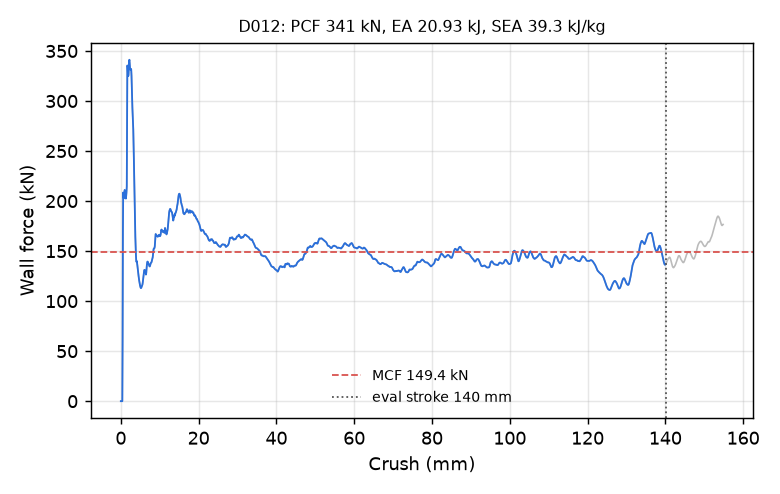 D012: PCF 341 kN, EA 20.93 kJ, SEA 39.3 kJ/kg
Wall force (kN)
350
300
250
200
150
100
50
0
MCF 149.4 kN
eval stroke 140 mm
0 20 40 60 80 100 120 140 160
Crush (mm)